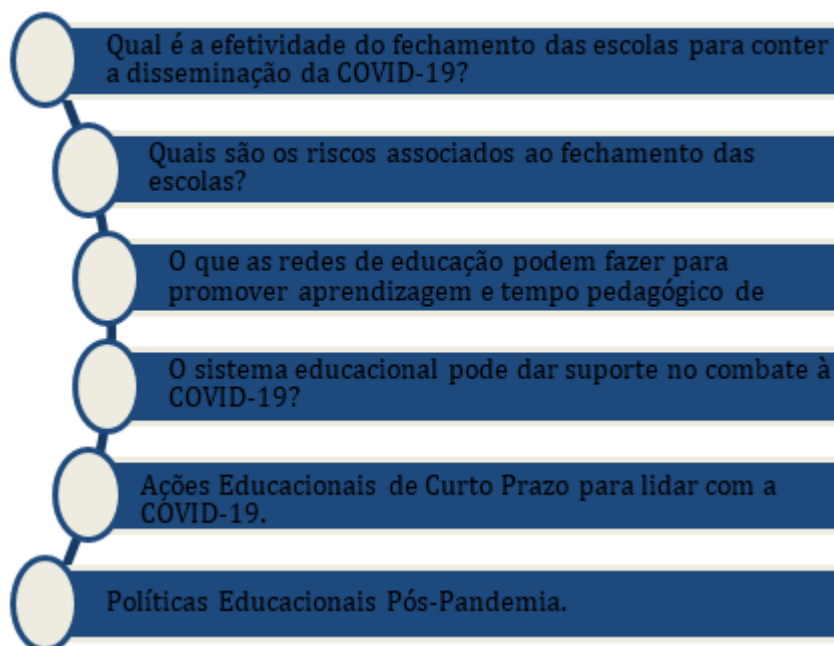 Qual é a efetividade do fechamento das escolas para conter
a disseminação da COVID-19?
Quais são os riscos associados ao fechamento das
escolas?
O que as redes de educação podem fazer para
promover aprendizagem e tempo pedagógico de
O sistema educacional pode dar suporte no combate à
COVID-19?
Ações Educacionais de Curto Prazo para lidar com a
COVID-19.
Políticas Educacionais Pós-Pandemia.